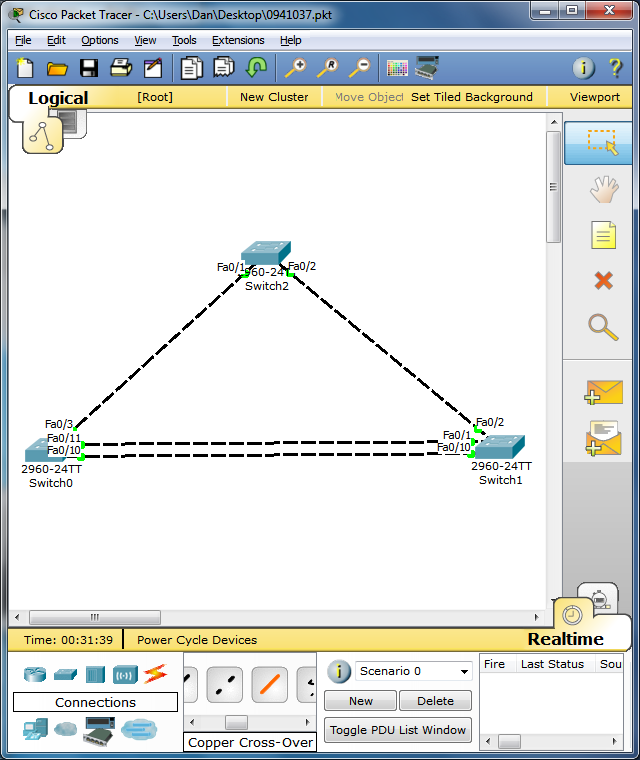 Cisco Packet Tracer - C:\Users\Dan\Desktop\0941037.pkt
File Edit Options View Tools Extensions Help
Logical [Root] New Cluster Move Object Set Tiled Background Viewport
Fa0/1 Fa0/2
960-24T
Switch2
Fa0/3 Fa0/2
Fa0/11 Fa0/1
Fa0/10 Fa0/10
2960-24TT 2960-24TT
Switch0 Switch1
Time: 00:31:39 Power Cycle Devices Realtime
Scenario 0
Fire Last Status Sou
Connections
New Delete
Toggle PDU List Window
Copper Cross-Over